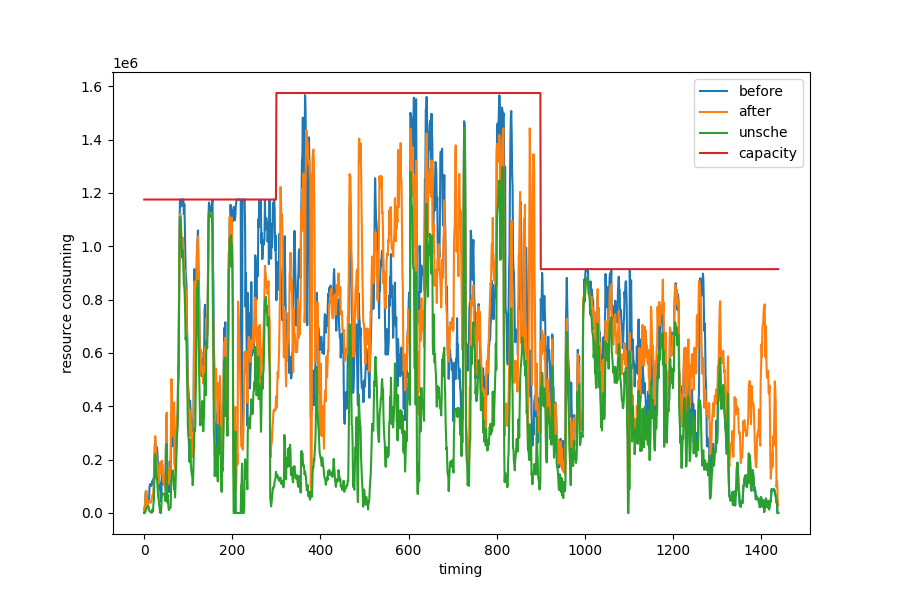 1e6
1.6
1.4
1.2
1.0
0.8
0.6
0.4
0.2
0.0
resource consuming
before
after
unsche
capacity
0 200 400 600 800 1000 1200 1400
timing